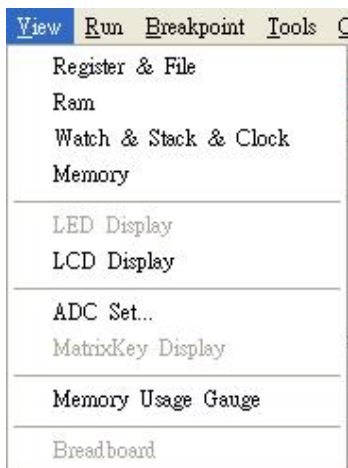 View Run Breakpoint Tools
Register & File
Ram
Watch & Stack & Clock
Memory
LED Display
LCD Display
ADC Set...
MatrixKey Display
Memory Usage Gauge
Breadboard